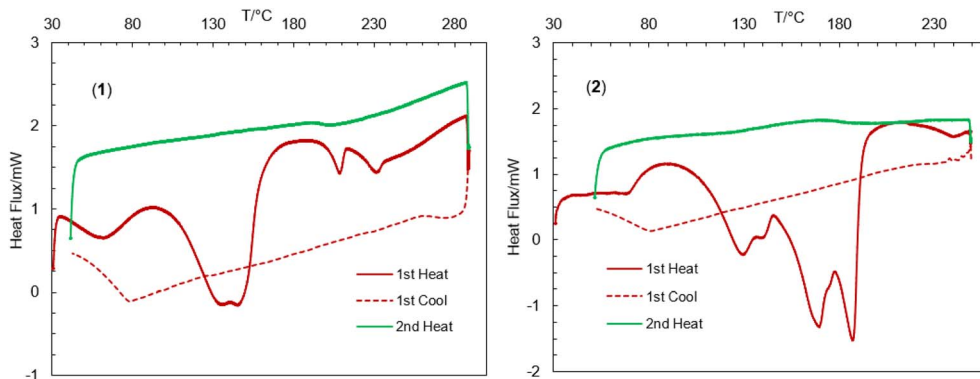 T/°C
30 80 130 180 230 280
3
2
1
0
-1
Heat Flux/mW
(1)
1st Heat
1st Cool
2nd Heat
T/°C
30 80 130 180 230
3
2
1
0
-1
-2
Heat Flux/mW
(2)
1st Heat
1st Cool
2nd Heat